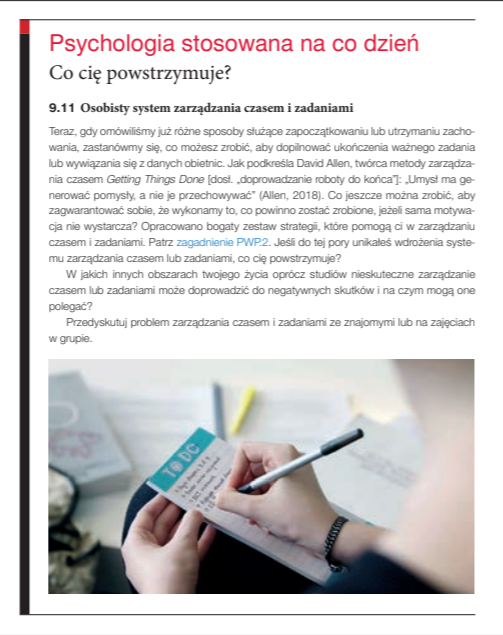 Psychologia stosowana na co dzień
Co cię powstrzymuje?
9.11 Osobisty system zarządzania czasem i zadaniami
Teraz, gdy omówiliśmy już różne sposoby służące zapoczątkowaniu lub utrzymaniu zacho-
wania, zastanówmy się, co możesz zrobić, aby dopilnować ukończenia ważnego zadania
lub wywiązania się z danych obietnic. Jak podkreśla David Allen, twórca metody zarządza-
nia czasem Getting Things Done [dosł. „doprowadzanie roboty do końca”]: „Umysł ma ge-
nerować pomysły, a nie je przechowywać” (Allen, 2018). Co jeszcze można zrobić, aby
zagwarantować sobie, że wykonamy to, co powinno zostać zrobione, jeżeli sama motywa-
cja nie wystarcza? Opracowano bogaty zestaw strategii, które pomogą ci w zarządzaniu
czasem i zadaniami. Patrz zagadnienie PWP.2. Jeśli do tej pory unikałeś wdrożenia syste-
mu zarządzania czasem lub zadaniami, co cię powstrzymuje?
W jakich innych obszarach twojego życia oprócz studiów nieskuteczne zarządzanie
czasem lub zadaniami może doprowadzić do negatywnych skutków i na czym mogą one
polegać?
Przedyskutuj problem zarządzania czasem i zadaniami ze znajomymi lub na zajęciach
w grupie.
TO DO